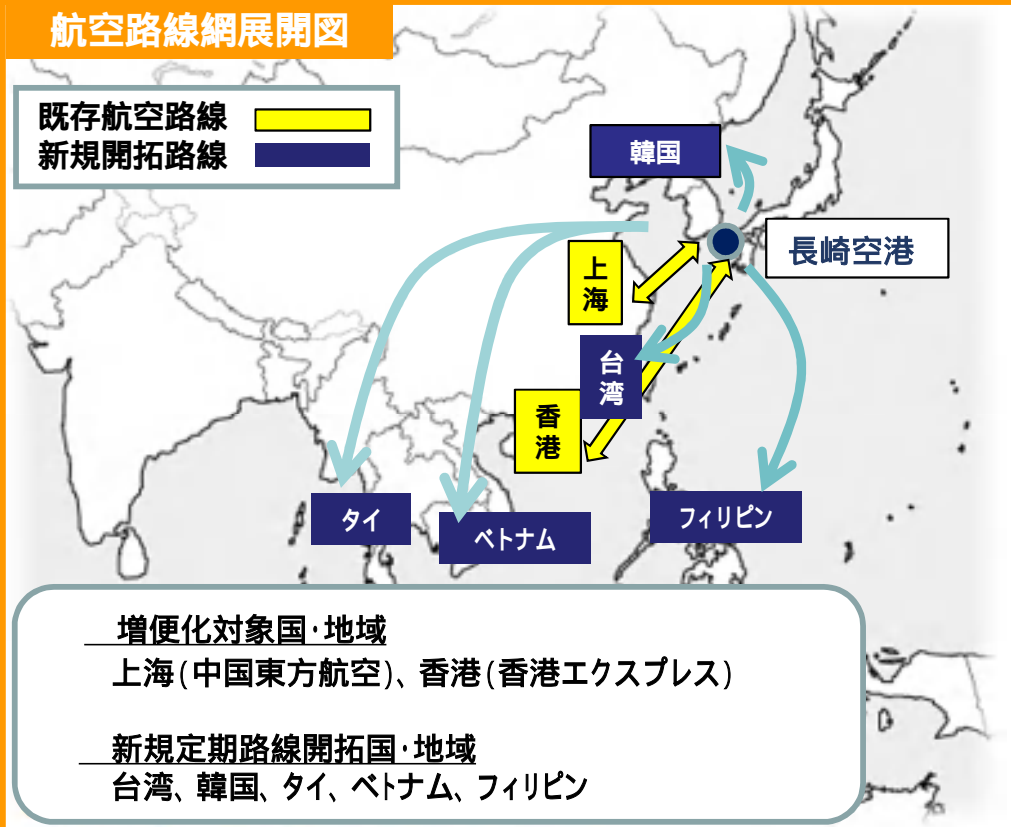 航空路線網展開図
既存航空路線
新規開拓路線
韓国
長崎空港
上海
台湾
香港
タイ
ベトナム
フィリピン
増便化対象国･地域
上海(中国東方航空)、香港(香港エクスプレス)
新規定期路線開拓国･地域
台湾、韓国、タイ、ベトナム、フィリピン